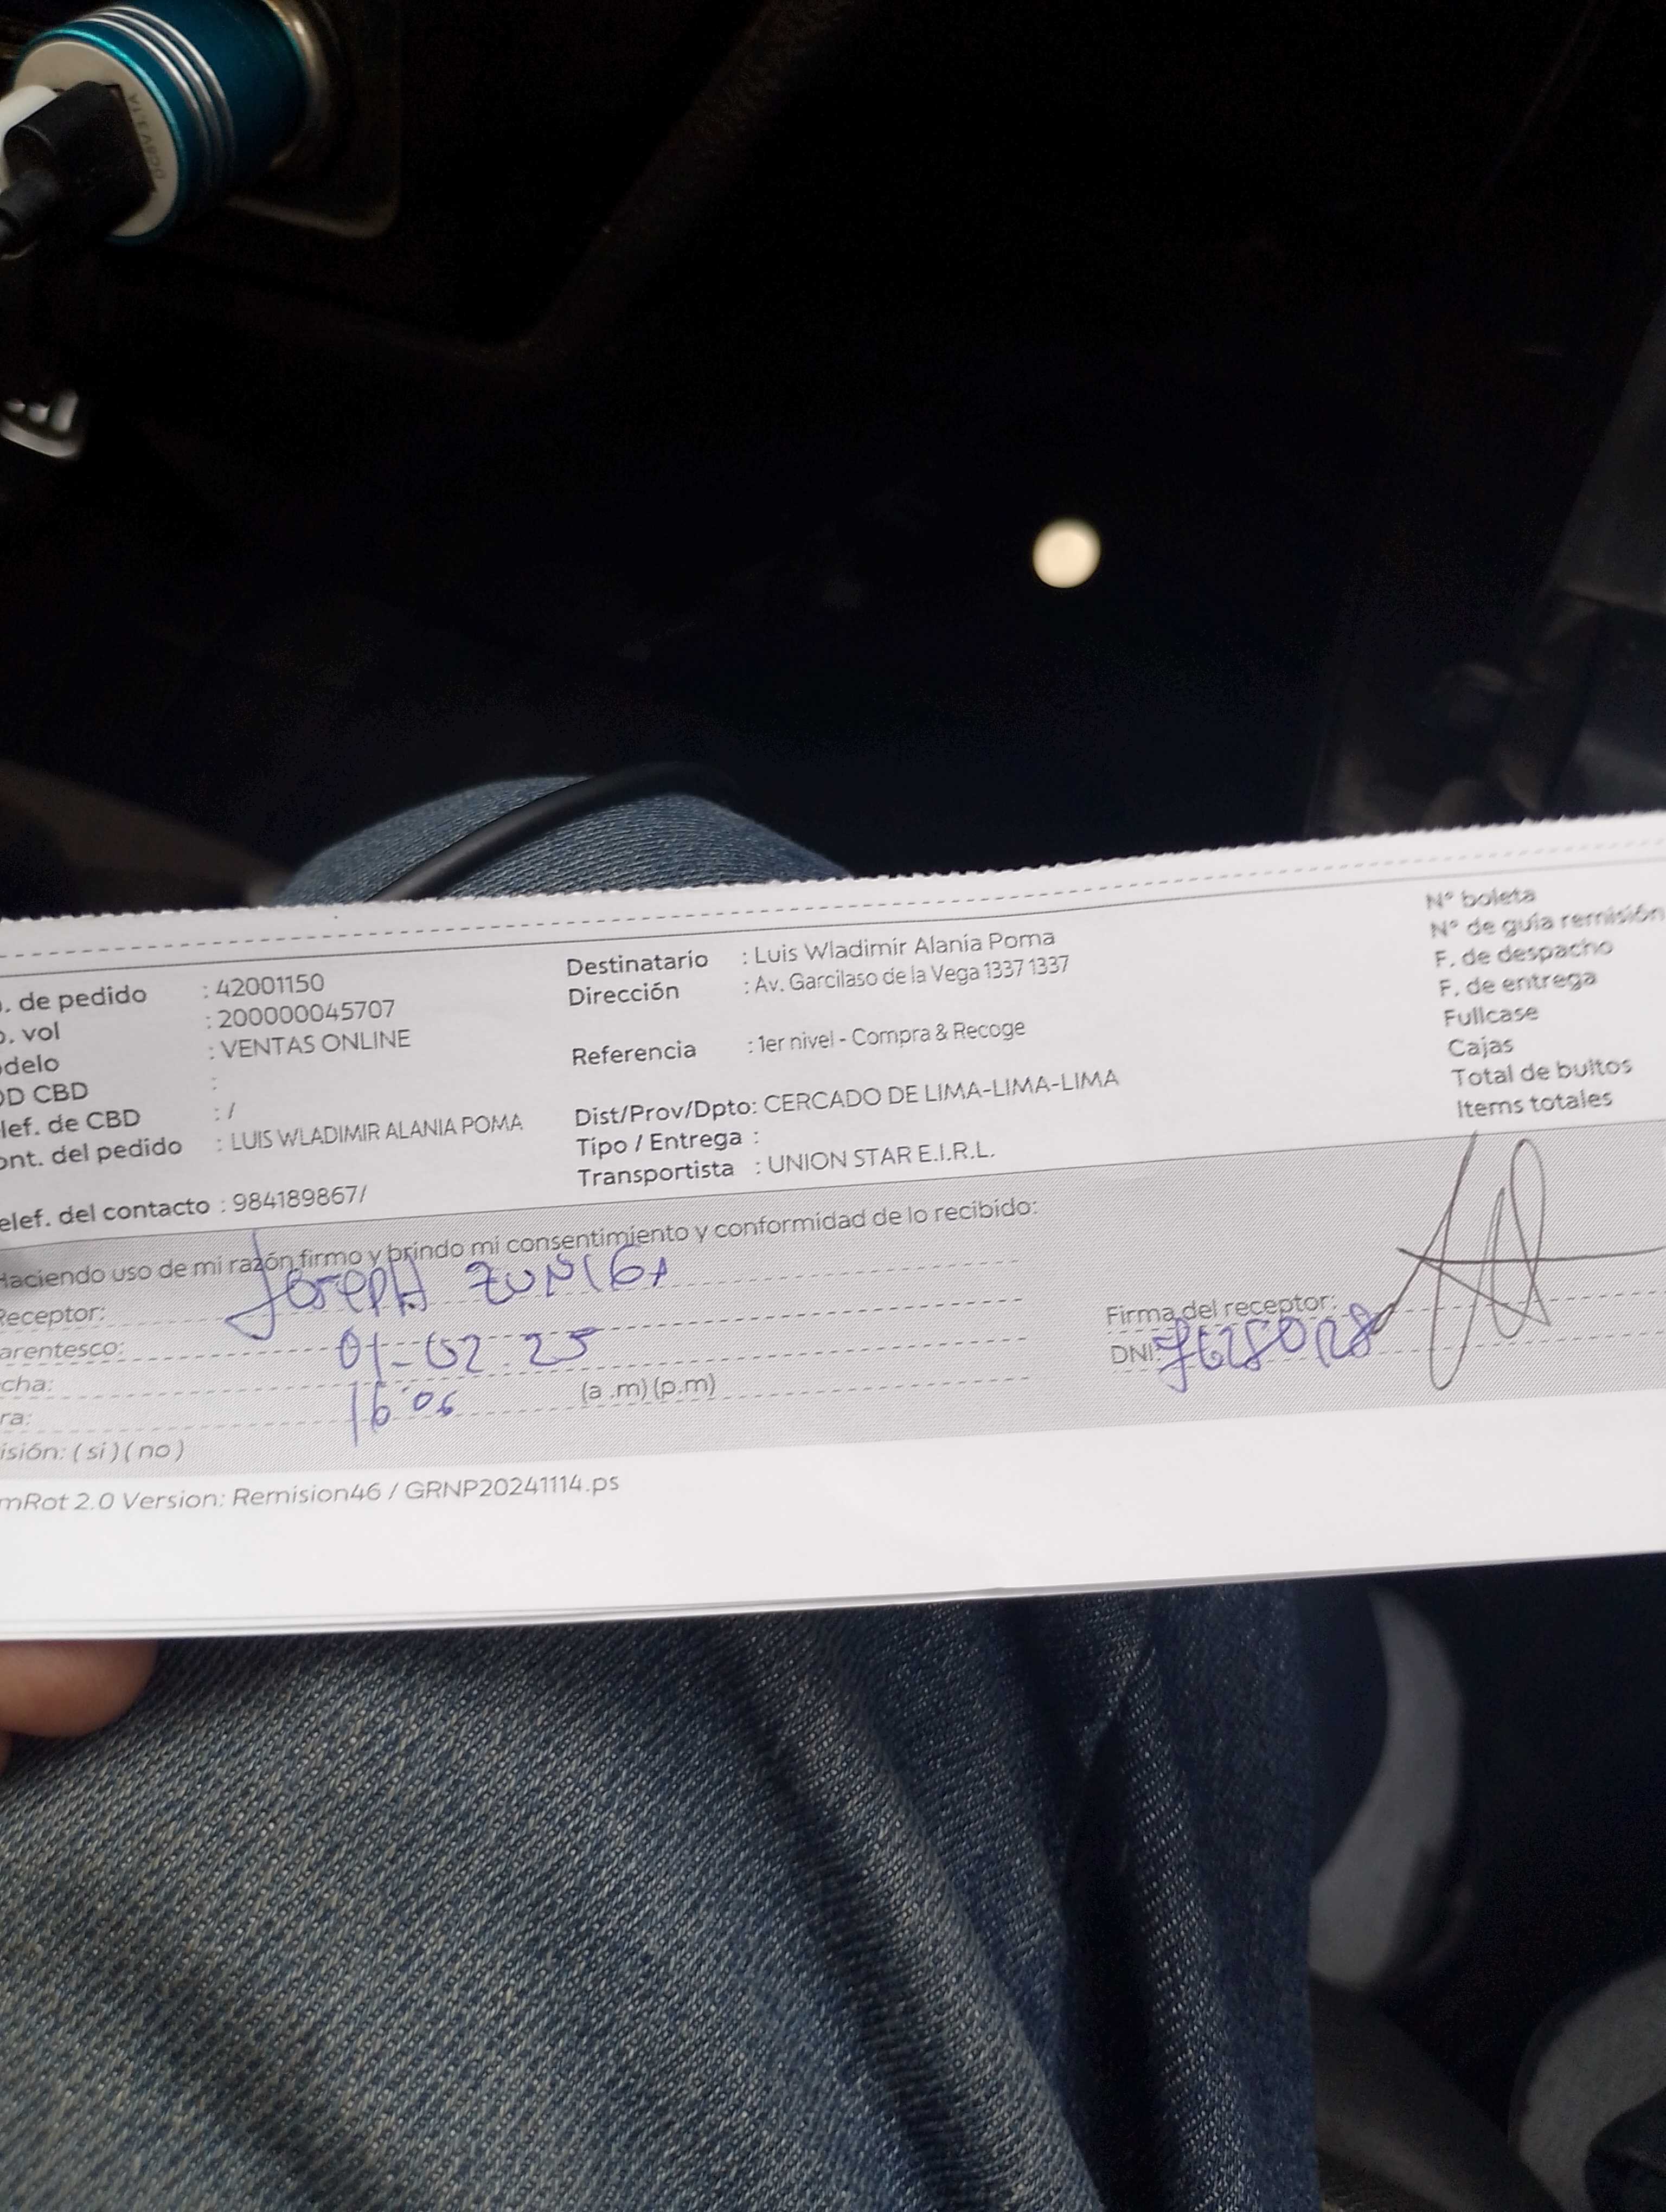 . de pedido : 42001150
. vol : 200000045707
delo : VENTAS ONLINE
D CBD :
lef. de CBD : /
ont. del pedido : LUIS WLADIMIR ALANIA POMA
elef. del contacto : 984189867/
Destinatario : Luis Wladimir Alania Poma
Dirección : Av. Garcilaso de la Vega 1337 1337
Referencia : 1er nivel - Compra & Recoge
Dist/Prov/Dpto: CERCADO DE LIMA-LIMA-LIMA
Tipo / Entrega :
Transportista : UNION STAR E.I.R.L.
N° boleta
N° de guía remisión
F. de despacho
F. de entrega
Fullcase
Cajas
Total de bultos
Items totales
Haciendo uso de mi razón firmo y brindo mi consentimiento y conformidad de lo recibido:
Receptor: JOSEPH ZUNIGA
arentesco:
cha: 01-02.25
ra: 16:06 (a .m) (p.m)
isión: ( si ) ( no )
Firma del receptor:
DNI:
mRot 2.0 Version: Remision46 / GRNP20241114.ps